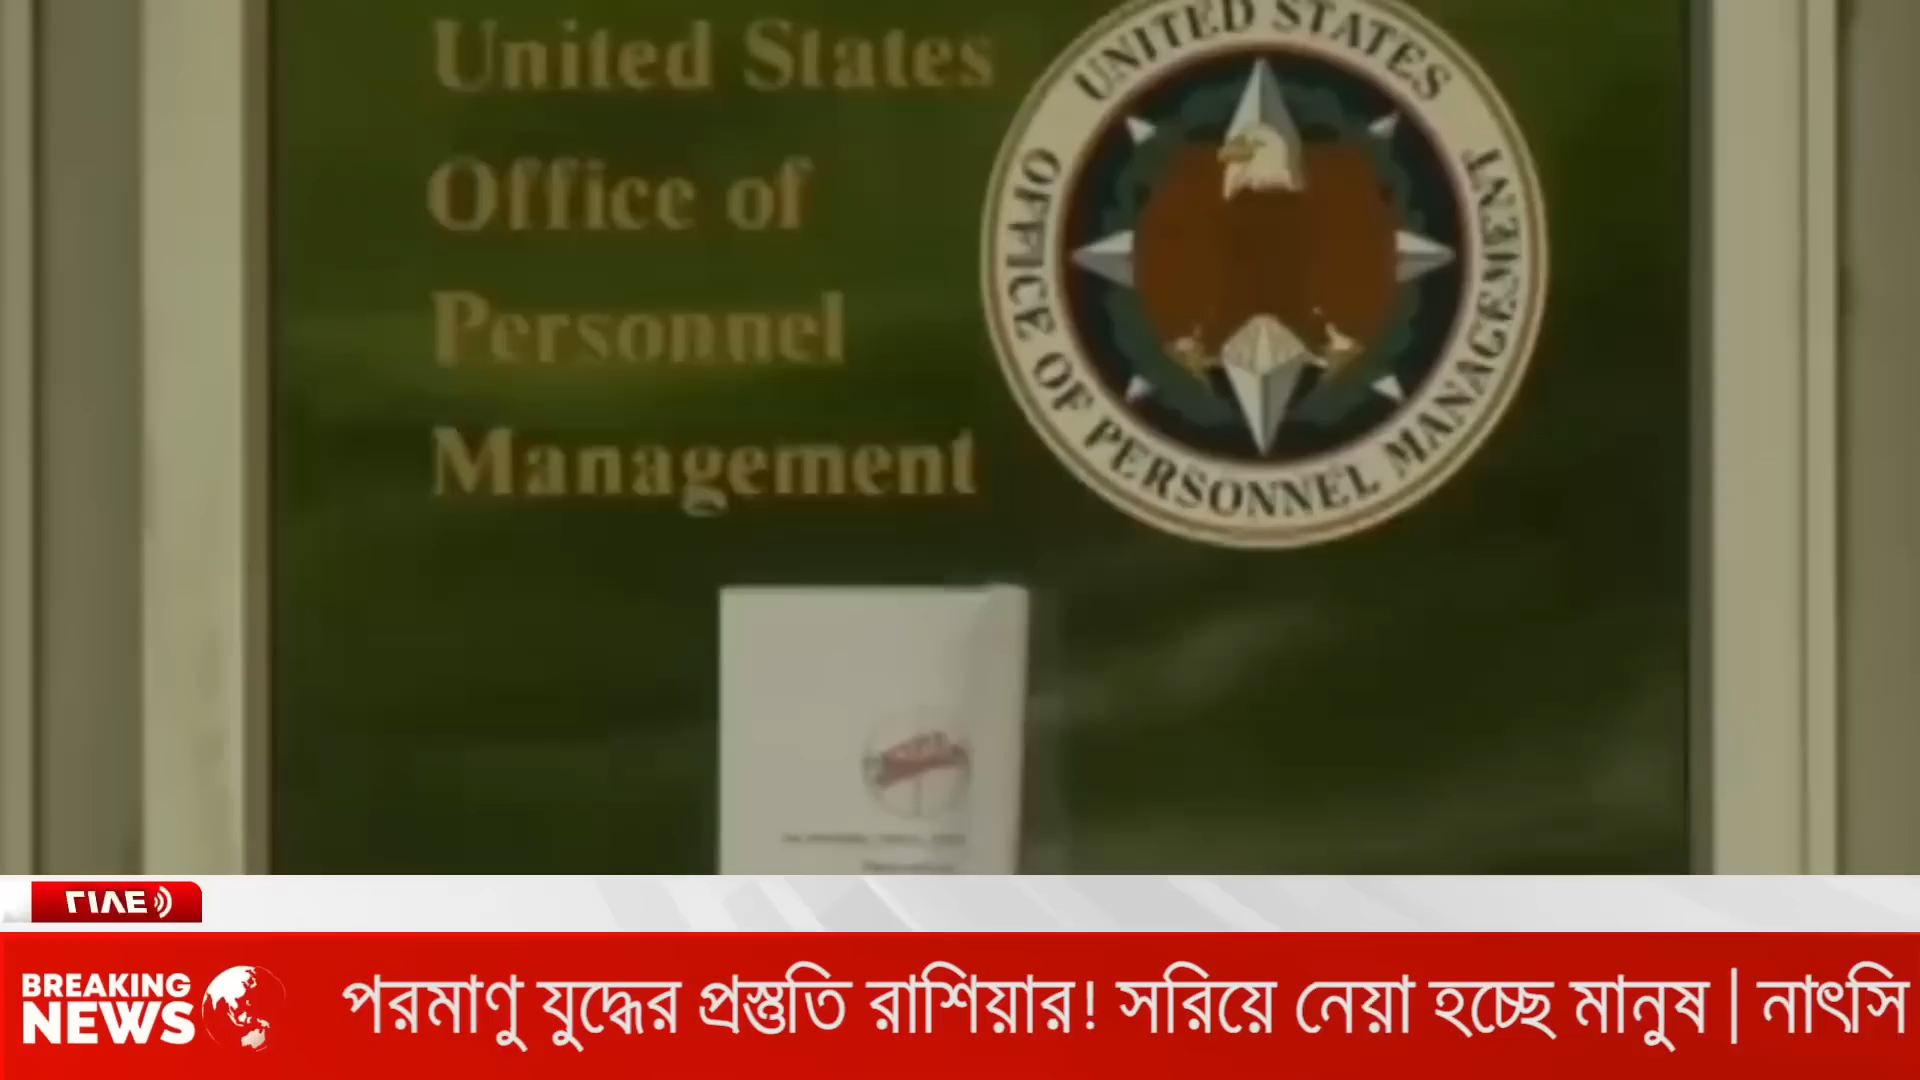 United States
Office of
Personnel
Management
UNITED STATES
OFFICE OF PERSONNEL MANAGEMENT
BREAKING
NEWS
পরমাণু যুদ্ধের প্রস্তুতি রাশিয়ার! সরিয়ে নেয়া হচ্ছে মানুষ | নাৎসি